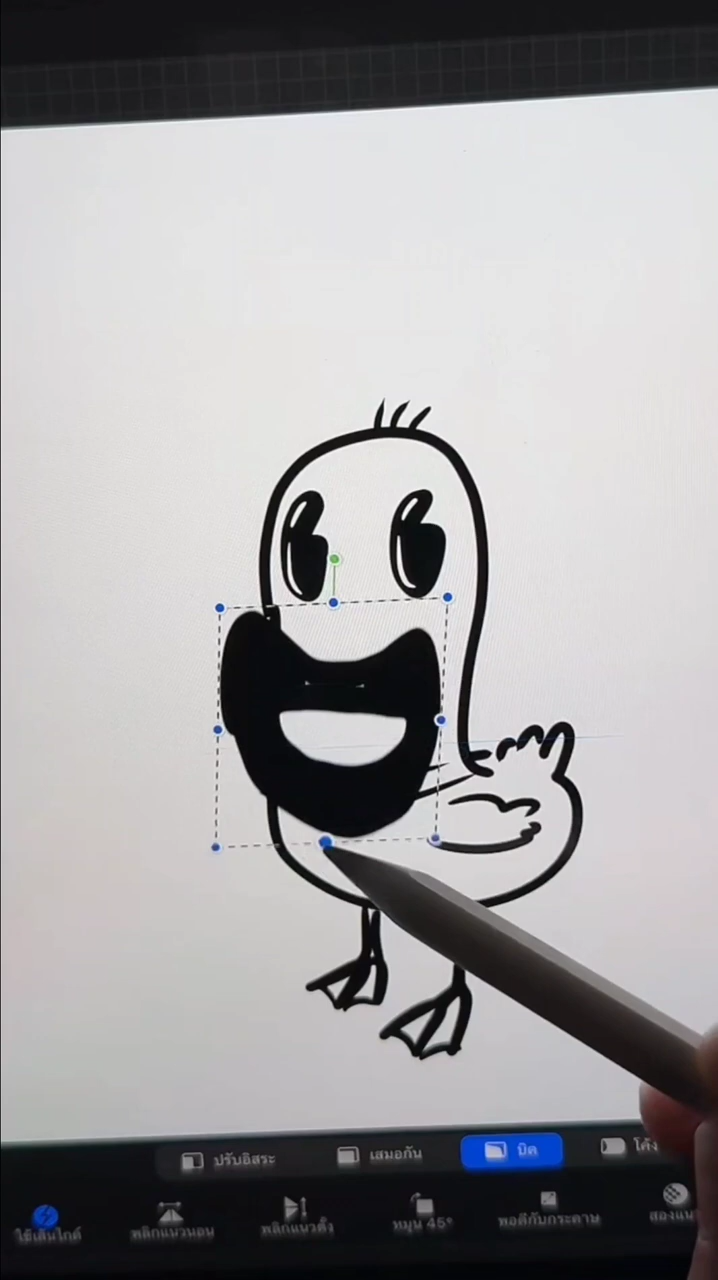 ปรับอิสระ เสมอกัน บิด โค้ง
ใช้เส้นไกด์ พลิกแนวนอน พลิกแนวตั้ง หมุน 45° พอดีกับกระดาษ